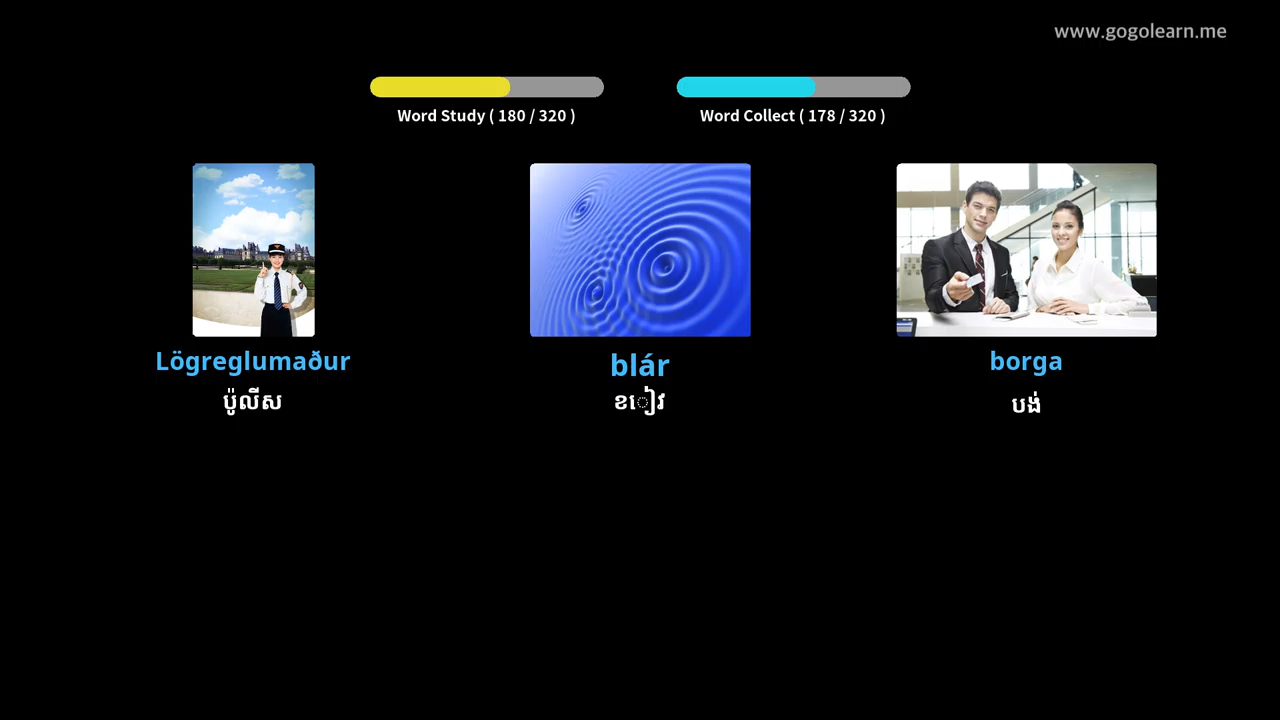 www.gogolearn.me
Word Study ( 180 / 320 )
Word Collect ( 178 / 320 )
Lögreglumaður
ប៉ូលីស
blár
ខៀវ
borga
បង់